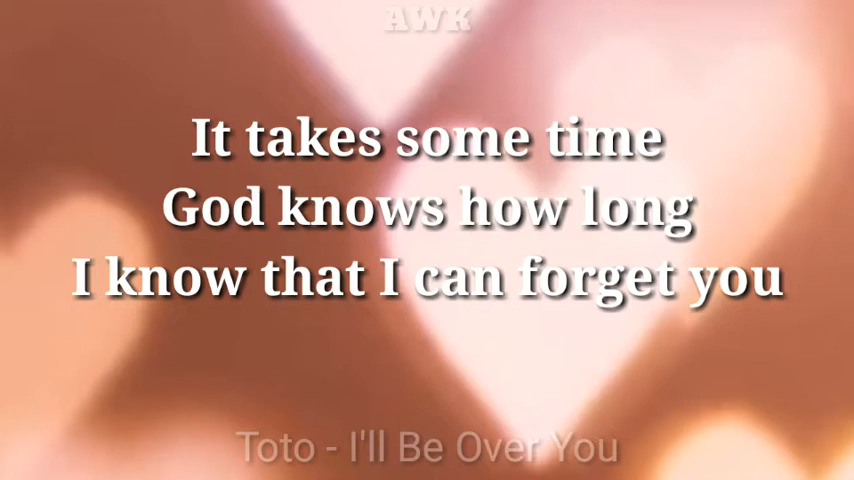 AWK
It takes some time
God knows how long
I know that I can forget you
Toto - I'll Be Over You